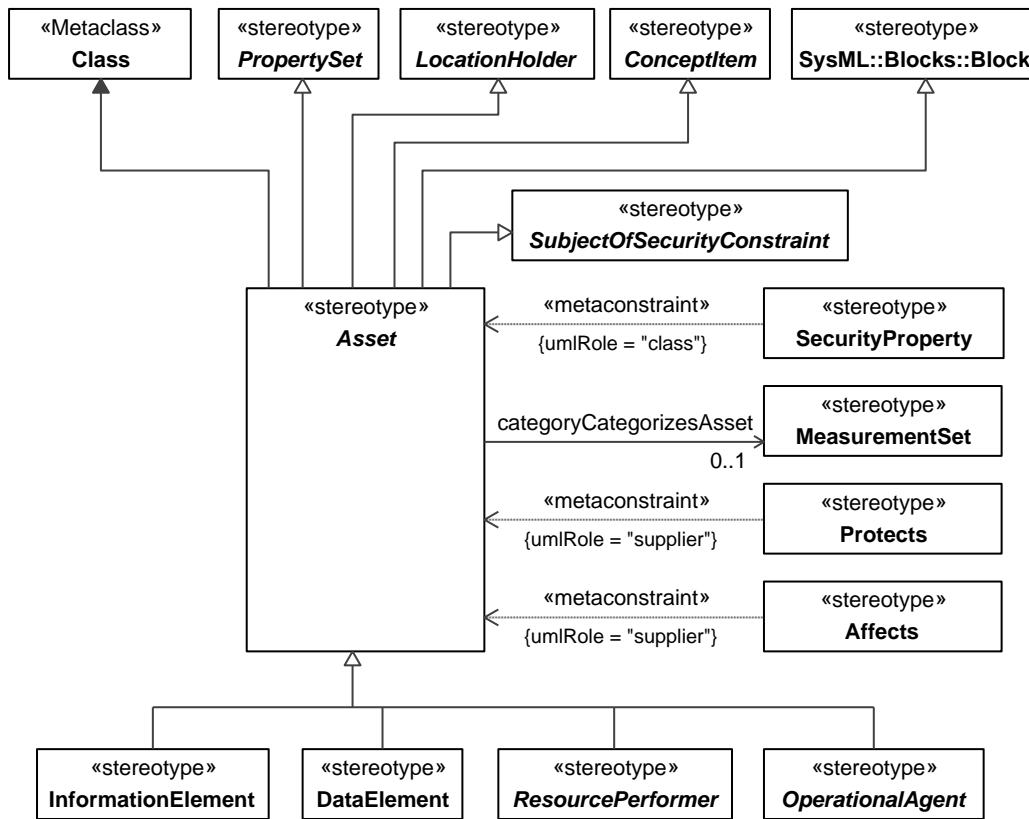 «Metaclass»
Class
«stereotype»
PropertySet
«stereotype»
LocationHolder
«stereotype»
ConceptItem
«stereotype»
SysML::Blocks::Block
«stereotype»
SubjectOfSecurityConstraint
«stereotype»
Asset
«metaconstraint»
{umlRole = "class"}
«stereotype»
SecurityProperty
categoryCategorizesAsset
0..1
«stereotype»
MeasurementSet
«metaconstraint»
{umlRole = "supplier"}
«stereotype»
Protects
«metaconstraint»
{umlRole = "supplier"}
«stereotype»
Affects
«stereotype»
InformationElement
«stereotype»
DataElement
«stereotype»
ResourcePerformer
«stereotype»
OperationalAgent